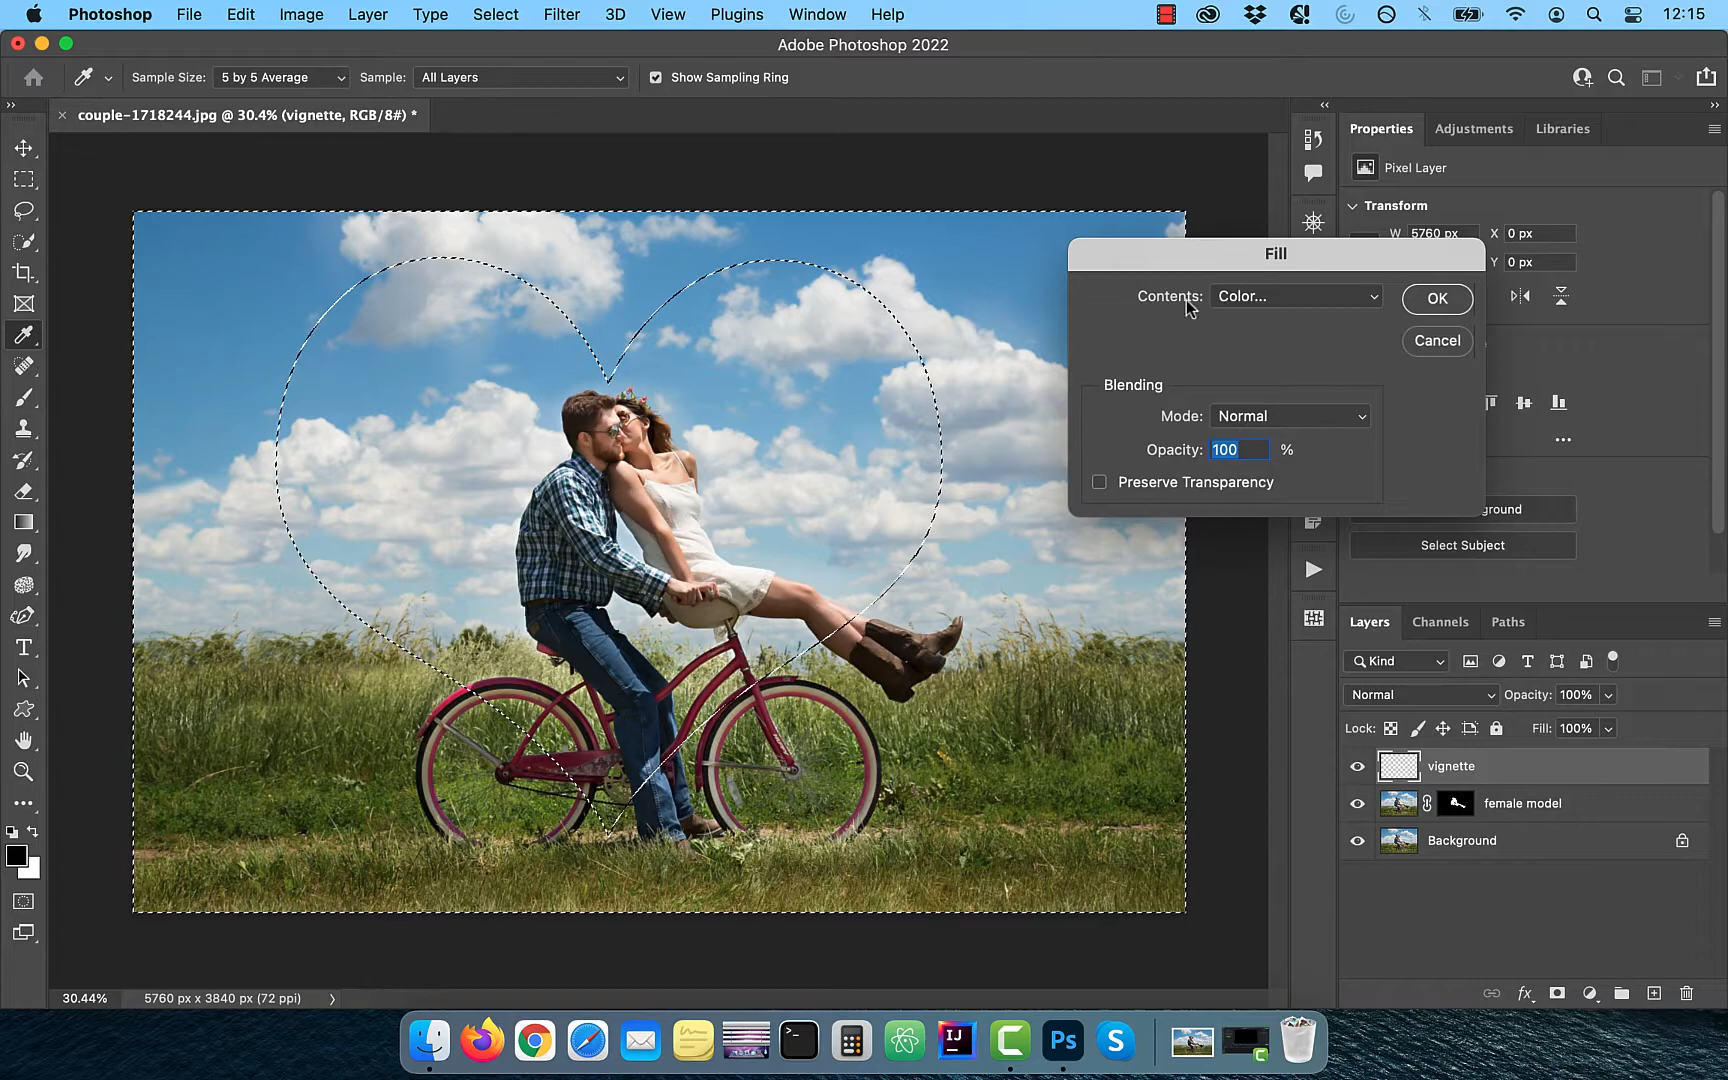 Photoshop File Edit Image Layer Type Select Filter 3D View Plugins Window Help 12:15
Adobe Photoshop 2022
Sample Size: 5 by 5 Average Sample: All Layers Show Sampling Ring
couple-1718244.jpg @ 30.4% (vignette, RGB/8#) *
Properties Adjustments Libraries
Pixel Layer
Transform
W 5760 px X 0 px
Y 0 px
Fill
Contents: Color... OK
Cancel
Blending
Mode: Normal
Opacity: 100 %
Preserve Transparency
ground
Select Subject
Layers Channels Paths
Kind
Normal Opacity: 100%
Lock: Fill: 100%
vignette
female model
Background
T
30.44% 5760 px x 3840 px (72 ppi)
fx
IJ
Ps